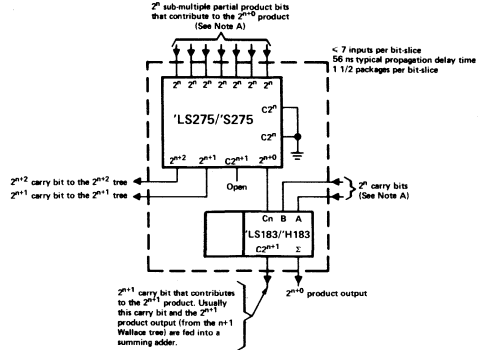 2ⁿ sub-multiple partial product bits
that contribute to the 2ⁿ⁺⁰ product
(See Note A)
< 7 inputs per bit-slice
56 ns typical propagation delay time
1 1/2 packages per bit-slice
2ⁿ 2ⁿ 2ⁿ 2ⁿ 2ⁿ 2ⁿ 2ⁿ
C2ⁿ
'LS275/'S275
C2ⁿ
2ⁿ⁺² 2ⁿ⁺¹ C2ⁿ⁺¹ 2ⁿ⁺⁰
2ⁿ⁺² carry bit to the 2ⁿ⁺² tree
Open
2ⁿ⁺¹ carry bit to the 2ⁿ⁺¹ tree
2ⁿ carry bits
(See Note A)
Cn B A
'LS183/'H183
C2ⁿ⁺¹ Σ
2ⁿ⁺¹ carry bit that contributes
to the 2ⁿ⁺¹ product. Usually
this carry bit and the 2ⁿ⁺¹
product output (from the n+1
Wallace tree) are fed into a
summing adder.
2ⁿ⁺⁰ product output